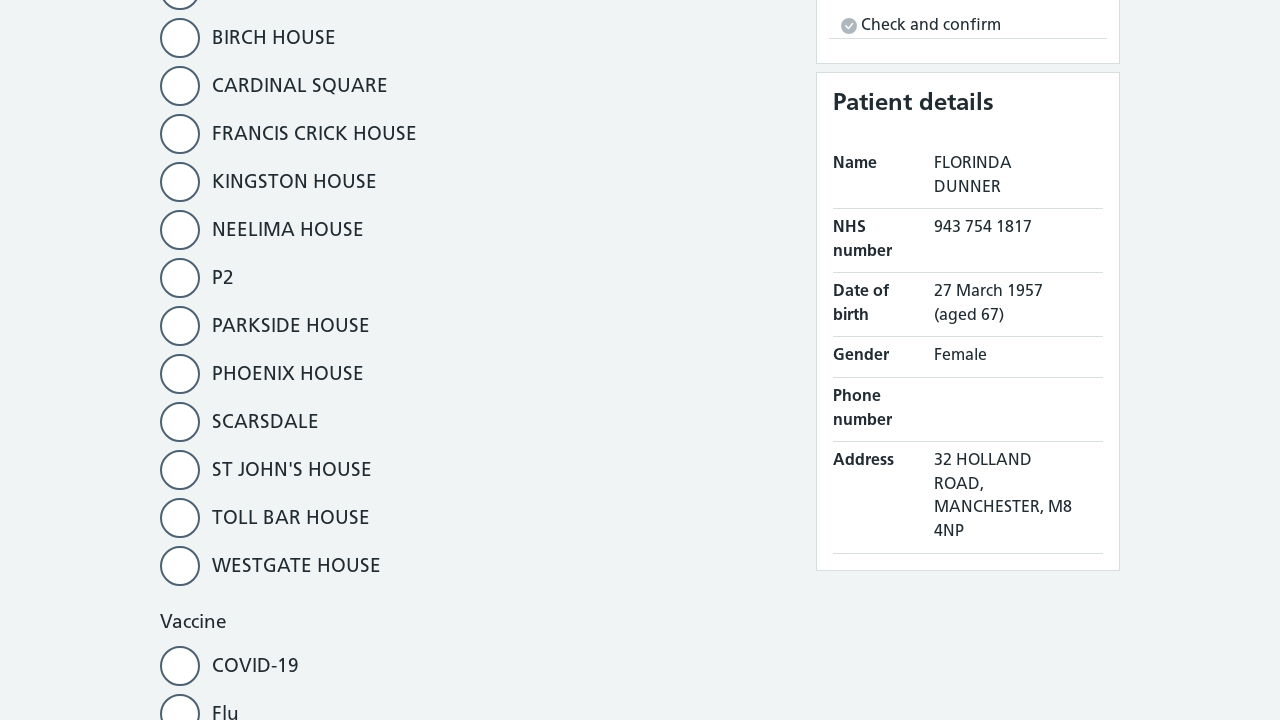 BIRCH HOUSE
CARDINAL SQUARE
FRANCIS CRICK HOUSE
KINGSTON HOUSE
NEELIMA HOUSE
P2
PARKSIDE HOUSE
PHOENIX HOUSE
SCARSDALE
ST JOHN'S HOUSE
TOLL BAR HOUSE
WESTGATE HOUSE
Vaccine
COVID-19
Flu
Check and confirm
Patient details
Name FLORINDA
DUNNER
NHS 943 754 1817
number
Date of 27 March 1957
birth (aged 67)
Gender Female
Phone
number
Address 32 HOLLAND
ROAD,
MANCHESTER, M8
4NP